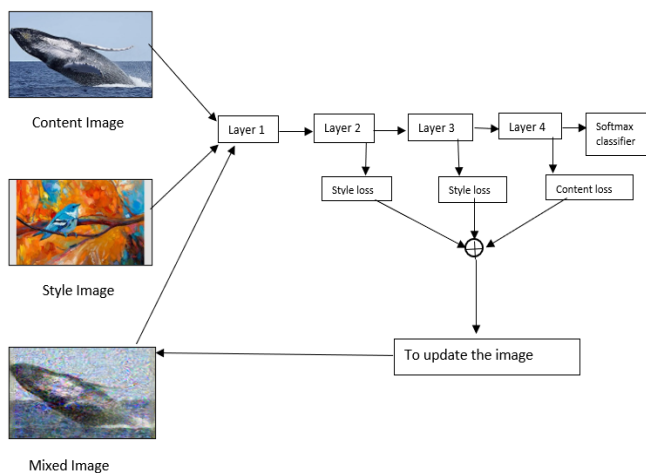 Content Image
Layer 1
Layer 2
Layer 3
Layer 4
Softmax
classifier
Style loss
Style loss
Content loss
Style Image
To update the image
Mixed Image